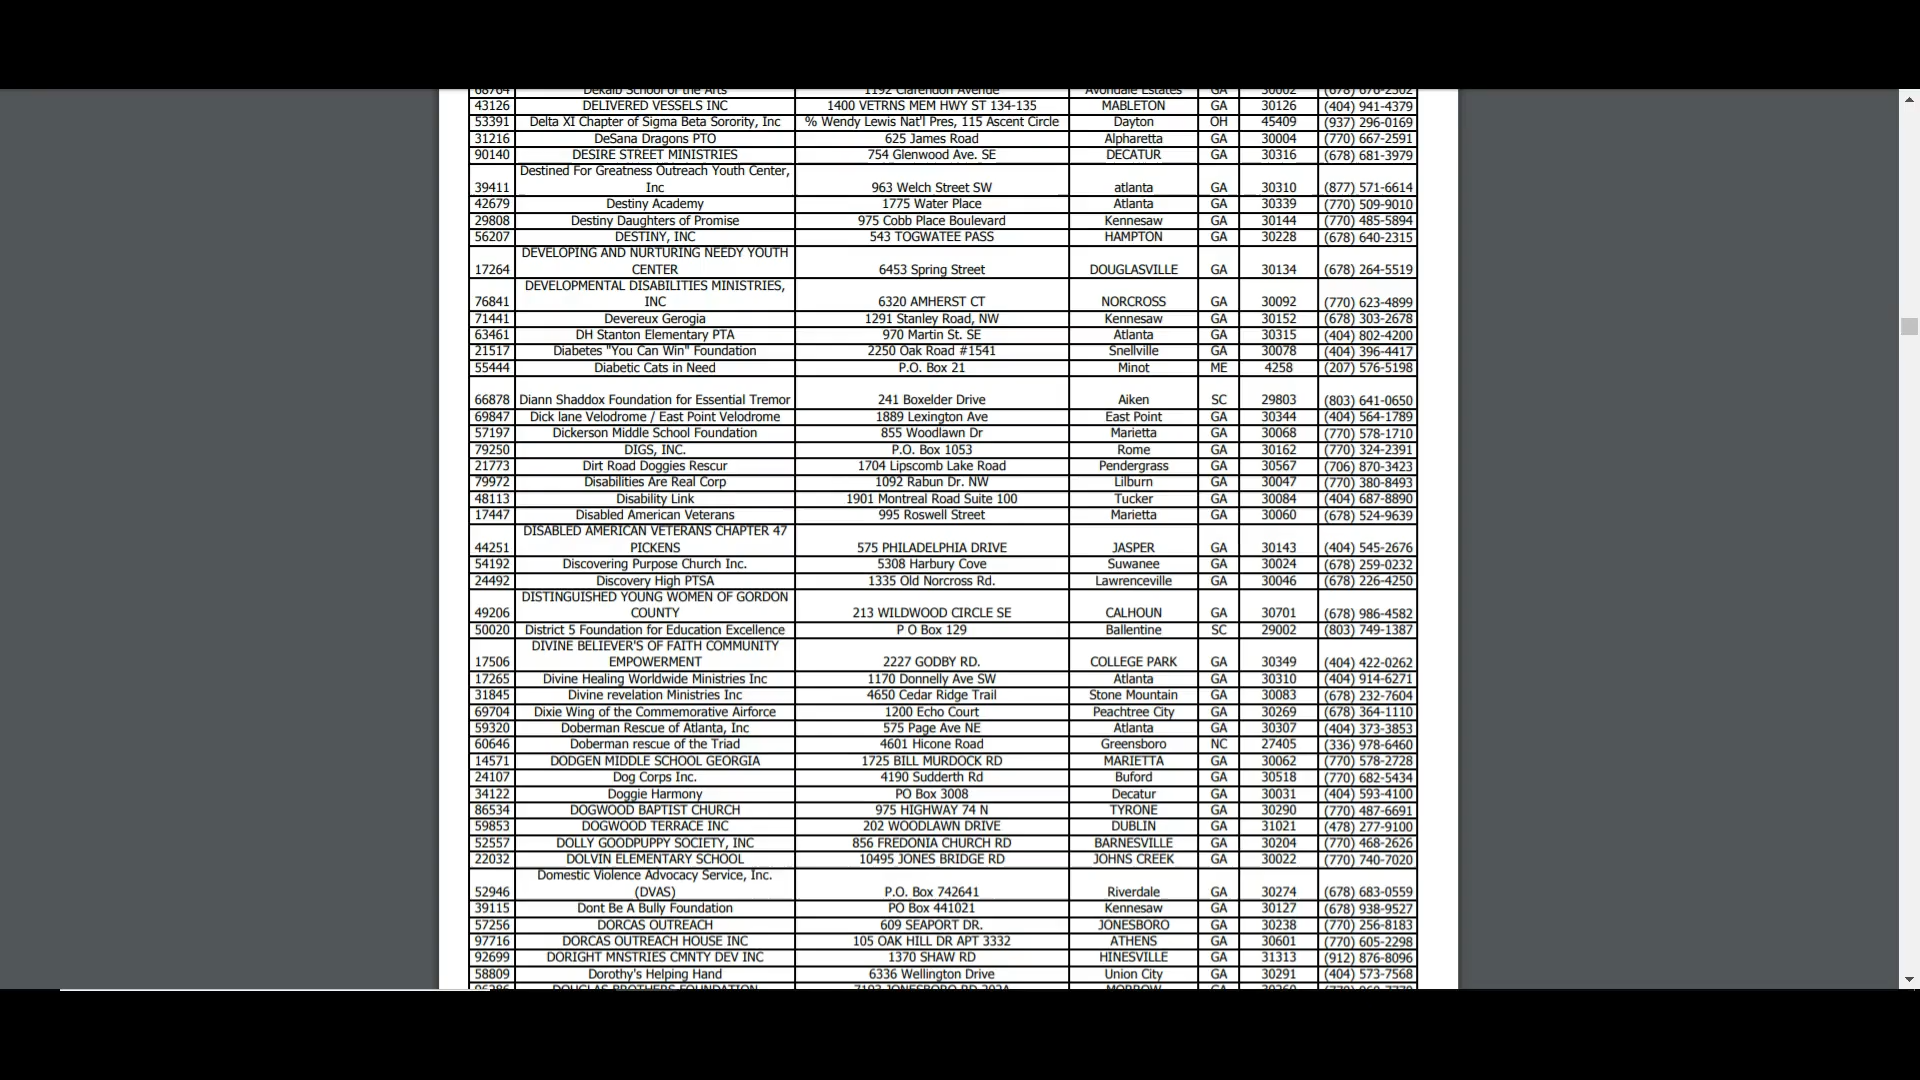 68764 Dekalb School of the Arts 1192 Clarendon Avenue Avondale Estates GA 30002 (678) 676-2502
43126 DELIVERED VESSELS INC 1400 VETRNS MEM HWY ST 134-135 MABLETON GA 30126 (404) 941-4379
53391 Delta XI Chapter of Sigma Beta Sorority, Inc % Wendy Lewis Nat'l Pres, 115 Ascent Circle Dayton OH 45409 (937) 296-0169
31216 DeSana Dragons PTO 625 James Road Alpharetta GA 30004 (770) 667-2591
90140 DESIRE STREET MINISTRIES 754 Glenwood Ave. SE DECATUR GA 30316 (678) 681-3979
Destined For Greatness Outreach Youth Center,
39411 Inc 963 Welch Street SW atlanta GA 30310 (877) 571-6614
42679 Destiny Academy 1775 Water Place Atlanta GA 30339 (770) 509-9010
29808 Destiny Daughters of Promise 975 Cobb Place Boulevard Kennesaw GA 30144 (770) 485-5894
56207 DESTINY, INC 543 TOGWATEE PASS HAMPTON GA 30228 (678) 640-2315
DEVELOPING AND NURTURING NEEDY YOUTH
17264 CENTER 6453 Spring Street DOUGLASVILLE GA 30134 (678) 264-5519
DEVELOPMENTAL DISABILITIES MINISTRIES,
76841 INC 6320 AMHERST CT NORCROSS GA 30092 (770) 623-4899
71441 Devereux Gerogia 1291 Stanley Road, NW Kennesaw GA 30152 (678) 303-2678
63461 DH Stanton Elementary PTA 970 Martin St. SE Atlanta GA 30315 (404) 802-4200
21517 Diabetes "You Can Win" Foundation 2250 Oak Road #1541 Snellville GA 30078 (404) 396-4417
55444 Diabetic Cats in Need P.O. Box 21 Minot ME 4258 (207) 576-5198
66878 Diann Shaddox Foundation for Essential Tremor 241 Boxelder Drive Aiken SC 29803 (803) 641-0650
69847 Dick lane Velodrome / East Point Velodrome 1889 Lexington Ave East Point GA 30344 (404) 564-1789
57197 Dickerson Middle School Foundation 855 Woodlawn Dr Marietta GA 30068 (770) 578-1710
79250 DIGS, INC. P.O. Box 1053 Rome GA 30162 (770) 324-2391
21773 Dirt Road Doggies Rescur 1704 Lipscomb Lake Road Pendergrass GA 30567 (706) 870-3423
79972 Disabilities Are Real Corp 1092 Rabun Dr. NW Lilburn GA 30047 (770) 380-8493
48113 Disability Link 1901 Montreal Road Suite 100 Tucker GA 30084 (404) 687-8890
17447 Disabled American Veterans 995 Roswell Street Marietta GA 30060 (678) 524-9639
DISABLED AMERICAN VETERANS CHAPTER 47
44251 PICKENS 575 PHILADELPHIA DRIVE JASPER GA 30143 (404) 545-2676
54192 Discovering Purpose Church Inc. 5308 Harbury Cove Suwanee GA 30024 (678) 259-0232
24492 Discovery High PTSA 1335 Old Norcross Rd. Lawrenceville GA 30046 (678) 226-4250
DISTINGUISHED YOUNG WOMEN OF GORDON
49206 COUNTY 213 WILDWOOD CIRCLE SE CALHOUN GA 30701 (678) 986-4582
50020 District 5 Foundation for Education Excellence P O Box 129 Ballentine SC 29002 (803) 749-1387
DIVINE BELIEVER'S OF FAITH COMMUNITY
17506 EMPOWERMENT 2227 GODBY RD. COLLEGE PARK GA 30349 (404) 422-0262
17265 Divine Healing Worldwide Ministries Inc 1170 Donnelly Ave SW Atlanta GA 30310 (404) 914-6271
31845 Divine revelation Ministries Inc 4650 Cedar Ridge Trail Stone Mountain GA 30083 (678) 232-7604
69704 Dixie Wing of the Commemorative Airforce 1200 Echo Court Peachtree City GA 30269 (678) 364-1110
59320 Doberman Rescue of Atlanta, Inc 575 Page Ave NE Atlanta GA 30307 (404) 373-3853
60646 Doberman rescue of the Triad 4601 Hicone Road Greensboro NC 27405 (336) 978-6460
14571 DODGEN MIDDLE SCHOOL GEORGIA 1725 BILL MURDOCK RD MARIETTA GA 30062 (770) 578-2728
24107 Dog Corps Inc. 4190 Sudderth Rd Buford GA 30518 (770) 682-5434
34122 Doggie Harmony PO Box 3008 Decatur GA 30031 (404) 593-4100
86534 DOGWOOD BAPTIST CHURCH 975 HIGHWAY 74 N TYRONE GA 30290 (770) 487-6691
59853 DOGWOOD TERRACE INC 202 WOODLAWN DRIVE DUBLIN GA 31021 (478) 277-9100
52557 DOLLY GOODPUPPY SOCIETY, INC 856 FREDONIA CHURCH RD BARNESVILLE GA 30204 (770) 468-2626
22032 DOLVIN ELEMENTARY SCHOOL 10495 JONES BRIDGE RD JOHNS CREEK GA 30022 (770) 740-7020
Domestic Violence Advocacy Service, Inc.
52946 (DVAS) P.O. Box 742641 Riverdale GA 30274 (678) 683-0559
39115 Dont Be A Bully Foundation PO Box 441021 Kennesaw GA 30127 (678) 938-9527
57256 DORCAS OUTREACH 609 SEAPORT DR. JONESBORO GA 30238 (770) 256-8183
97716 DORCAS OUTREACH HOUSE INC 105 OAK HILL DR APT 3332 ATHENS GA 30601 (770) 605-2298
92699 DORIGHT MNSTRIES CMNTY DEV INC 1370 SHAW RD HINESVILLE GA 31313 (912) 876-8096
58809 Dorothy's Helping Hand 6336 Wellington Drive Union City GA 30291 (404) 573-7568
DOUGLAS BROTHERS FOUNDATION 7193 JONESBORO RD 202A MORROW GA 30260